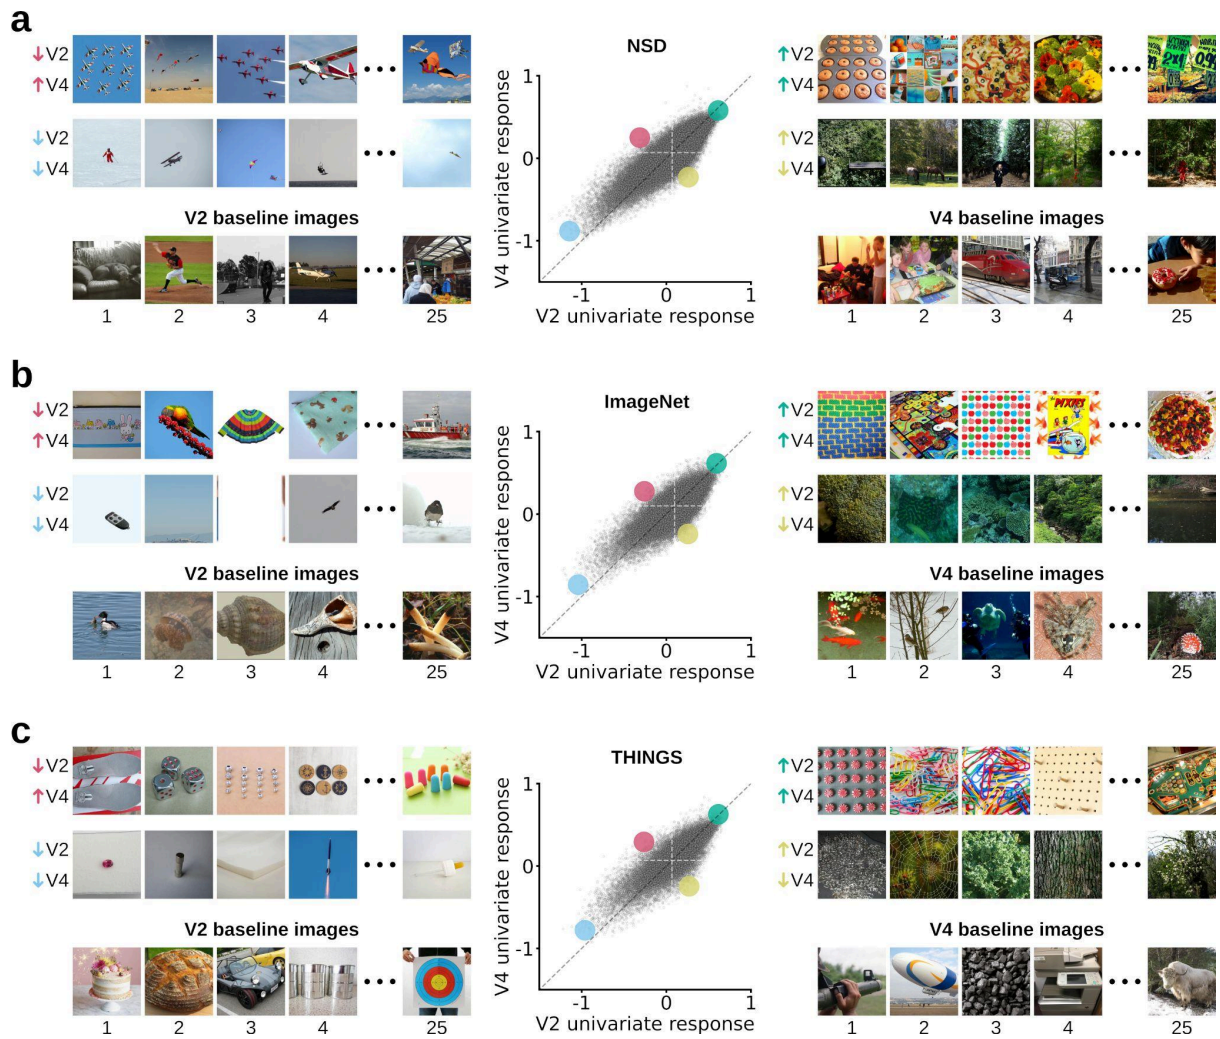 a
NSD
↓V2
↑V4
↓V2
↓V4
V2 baseline images
1 2 3 4 25
V4 univariate response
1
0
-1
-1 0 1
V2 univariate response
↑V2
↑V4
↑V2
↓V4
V4 baseline images
1 2 3 4 25
b
ImageNet
↓V2
↑V4
↓V2
↓V4
V2 baseline images
1 2 3 4 25
V4 univariate response
1
0
-1
-1 0 1
V2 univariate response
↑V2
↑V4
PIXIES
↑V2
↓V4
V4 baseline images
1 2 3 4 25
c
THINGS
↓V2
↑V4
↓V2
↓V4
V2 baseline images
1 2 3 4 25
V4 univariate response
1
0
-1
-1 0 1
V2 univariate response
↑V2
↑V4
↑V2
↓V4
V4 baseline images
1 2 3 4 25